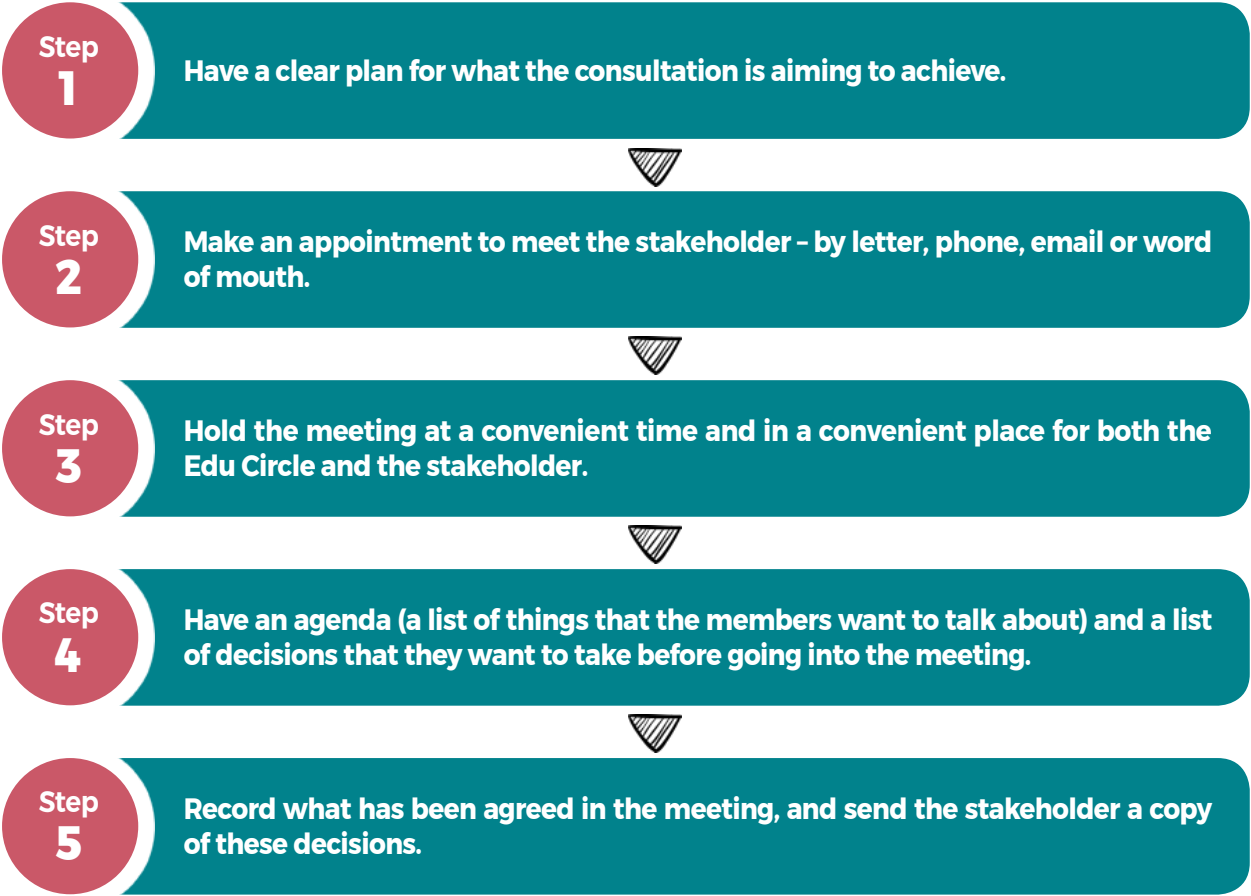 Step
1
Have a clear plan for what the consultation is aiming to achieve.
Step
2
Make an appointment to meet the stakeholder – by letter, phone, email or word
of mouth.
Step
3
Hold the meeting at a convenient time and in a convenient place for both the
Edu Circle and the stakeholder.
Step
4
Have an agenda (a list of things that the members want to talk about) and a list
of decisions that they want to take before going into the meeting.
Step
5
Record what has been agreed in the meeting, and send the stakeholder a copy
of these decisions.